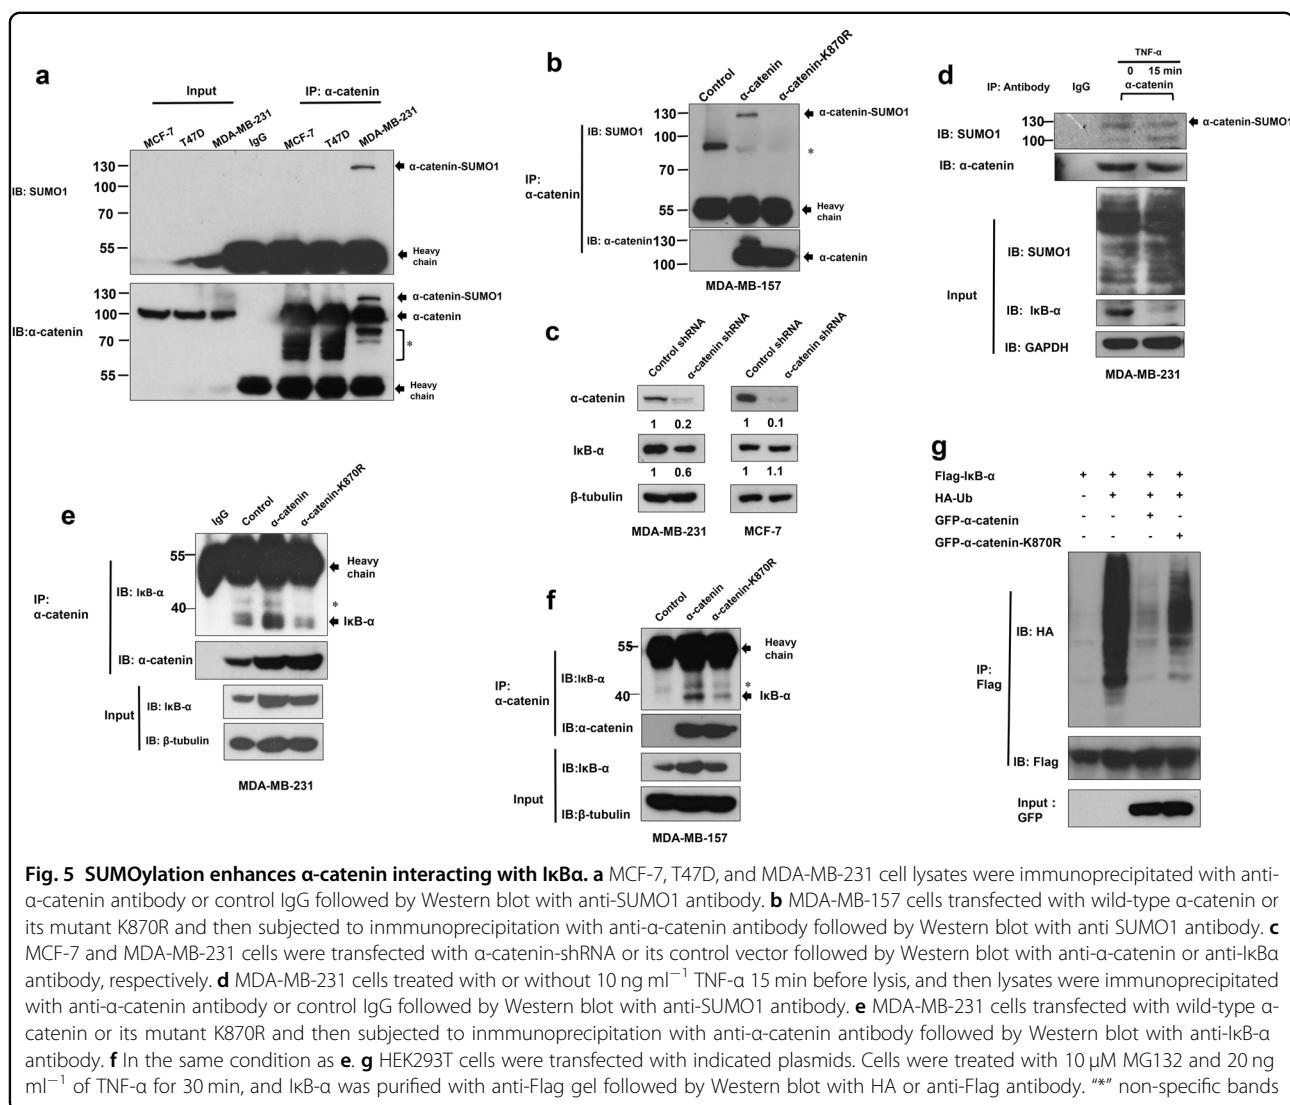 a
Input
IP: α-catenin
MCF-7
T47D
MDA-MB-231
IgG
MCF-7
T47D
MDA-MB-231
IB: SUMO1
130
100
70
55
α-catenin-SUMO1
Heavy
chain
IB:α-catenin
130
100
70
55
α-catenin-SUMO1
α-catenin
*
Heavy
chain
b
Control
α-catenin
α-catenin-K870R
IP:
α-catenin
IB: SUMO1
130
100
70
55
α-catenin-SUMO1
*
Heavy
chain
IB: α-catenin
130
100
α-catenin
MDA-MB-157
c
Control shRNA
α-catenin shRNA
Control shRNA
α-catenin shRNA
α-catenin
1 0.2 1 0.1
IκB-α
1 0.6 1 1.1
β-tubulin
MDA-MB-231 MCF-7
d
TNF-α
0 15 min
IP: Antibody IgG α-catenin
IB: SUMO1
130
100
α-catenin-SUMO1
IB: α-catenin
Input
IB: SUMO1
IB: IκB-α
IB: GAPDH
MDA-MB-231
e
IgG
Control
α-catenin
α-catenin-K870R
IP:
α-catenin
IB: IκB-α
55
40
Heavy
chain
*
IκB-α
IB: α-catenin
Input
IB: IκB-α
IB: β-tubulin
MDA-MB-231
f
Control
α-catenin
α-catenin-K870R
IP:
α-catenin
IB:IκB-α
55
40
Heavy
chain
*
IκB-α
IB:α-catenin
Input
IB:IκB-α
IB:β-tubulin
MDA-MB-157
g
Flag-IκB-α + + + +
HA-Ub - + + +
GFP-α-catenin - - + -
GFP-α-catenin-K870R - - - +
IP:
Flag
IB: HA
IB: Flag
Input :
GFP
Fig. 5 SUMOylation enhances α-catenin interacting with IκBα. a MCF-7, T47D, and MDA-MB-231 cell lysates were immunoprecipitated with anti-
α-catenin antibody or control IgG followed by Western blot with anti-SUMO1 antibody. b MDA-MB-157 cells transfected with wild-type α-catenin or
its mutant K870R and then subjected to inmmunoprecipitation with anti-α-catenin antibody followed by Western blot with anti SUMO1 antibody. c
MCF-7 and MDA-MB-231 cells were transfected with α-catenin-shRNA or its control vector followed by Western blot with anti-α-catenin or anti-IκBα
antibody, respectively. d MDA-MB-231 cells treated with or without 10 ng ml⁻¹ TNF-α 15 min before lysis, and then lysates were immunoprecipitated
with anti-α-catenin antibody or control IgG followed by Western blot with anti-SUMO1 antibody. e MDA-MB-231 cells transfected with wild-type α-
catenin or its mutant K870R and then subjected to inmmunoprecipitation with anti-α-catenin antibody followed by Western blot with anti-IκB-α
antibody. f In the same condition as e. g HEK293T cells were transfected with indicated plasmids. Cells were treated with 10 μM MG132 and 20 ng
ml⁻¹ of TNF-α for 30 min, and IκB-α was purified with anti-Flag gel followed by Western blot with HA or anti-Flag antibody. “*” non-specific bands